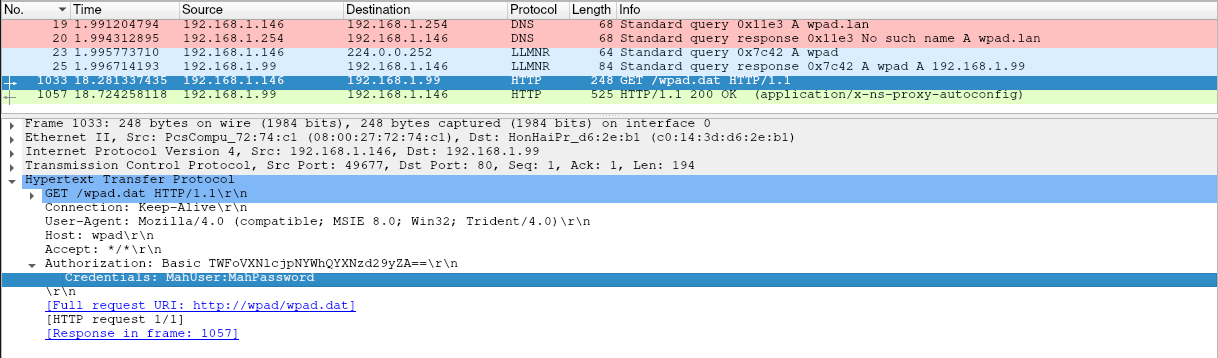 No. Time Source Destination Protocol Length Info
19 1.991204794 192.168.1.146 192.168.1.254 DNS 68 Standard query 0x11e3 A wpad.lan
20 1.994312895 192.168.1.254 192.168.1.146 DNS 68 Standard query response 0x11e3 No such name A wpad.lan
23 1.995773710 192.168.1.146 224.0.0.252 LLMNR 64 Standard query 0x7c42 A wpad
25 1.996714193 192.168.1.99 192.168.1.146 LLMNR 84 Standard query response 0x7c42 A wpad A 192.168.1.99
1033 18.281337435 192.168.1.146 192.168.1.99 HTTP 248 GET /wpad.dat HTTP/1.1
1057 18.724258118 192.168.1.99 192.168.1.146 HTTP 525 HTTP/1.1 200 OK (application/x-ns-proxy-autoconfig)
Frame 1033: 248 bytes on wire (1984 bits), 248 bytes captured (1984 bits) on interface 0
Ethernet II, Src: PcsCompu_72:74:c1 (08:00:27:72:74:c1), Dst: HonHaiPr_d6:2e:b1 (c0:14:3d:d6:2e:b1)
Internet Protocol Version 4, Src: 192.168.1.146, Dst: 192.168.1.99
Transmission Control Protocol, Src Port: 49677, Dst Port: 80, Seq: 1, Ack: 1, Len: 194
Hypertext Transfer Protocol
GET /wpad.dat HTTP/1.1\r\n
Connection: Keep-Alive\r\n
User-Agent: Mozilla/4.0 (compatible; MSIE 8.0; Win32; Trident/4.0)\r\n
Host: wpad\r\n
Accept: */*\r\n
Authorization: Basic TWFoVXNlcjpNYWhQYXNzd29yZA==\r\n
Credentials: MahUser:MahPassword
\r\n
[Full request URI: http://wpad/wpad.dat]
[HTTP request 1/1]
[Response in frame: 1057]